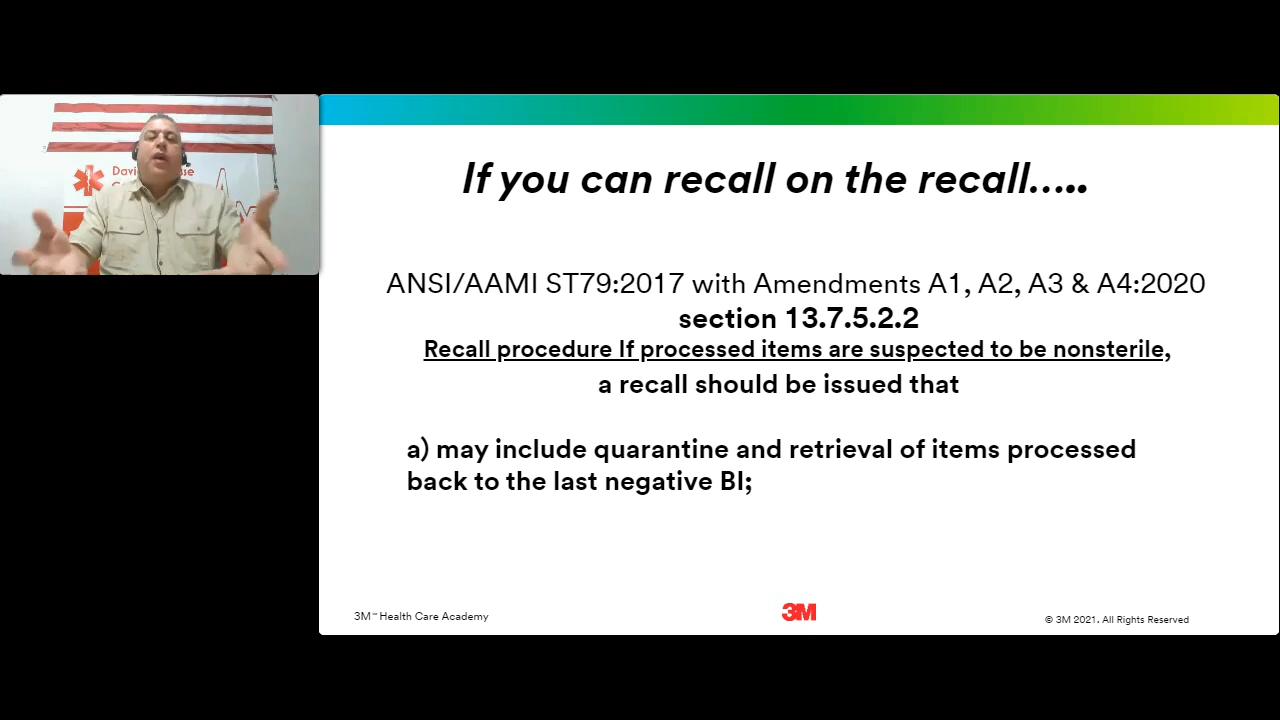 Davi
If you can recall on the recall.....
ANSI/AAMI ST79:2017 with Amendments A1, A2, A3 & A4:2020
section 13.7.5.2.2
Recall procedure If processed items are suspected to be nonsterile,
a recall should be issued that
a) may include quarantine and retrieval of items processed
back to the last negative BI;
3M™ Health Care Academy
3M
© 3M 2021. All Rights Reserved